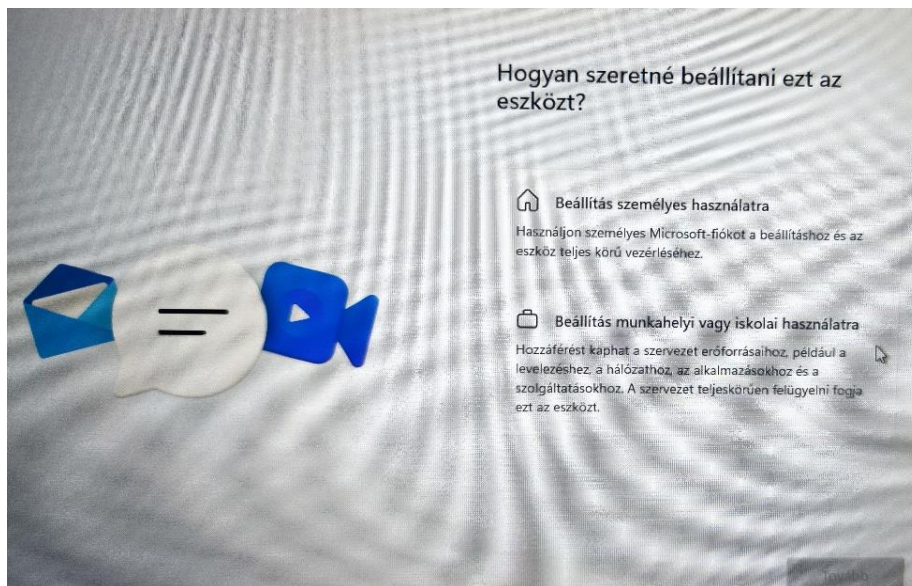 Hogyan szeretné beállítani ezt az
eszközt?
Beállítás személyes használatra
Használjon személyes Microsoft-fiókot a beállításhoz és az
eszköz teljes körű vezérléséhez.
Beállítás munkahelyi vagy iskolai használatra
Hozzáférést kaphat a szervezet erőforrásaihoz, például a
levelezéshez, a hálózathoz, az alkalmazásokhoz és a
szolgáltatásokhoz. A szervezet teljeskörűen felügyelni fogja
ezt az eszközt.
Tovább